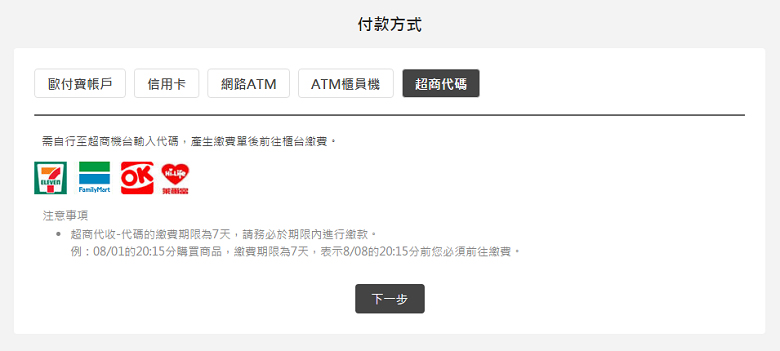 付款方式
歐付寶帳戶
信用卡
網路ATM
ATM櫃員機
超商代碼
需自行至超商機台輸入代碼，產生繳費單後前往櫃台繳費。
7 ELEVEN
FamilyMart
OK
Hi-Life
萊爾富
注意事項
超商代收-代碼的繳費期限為7天，請務必於期限內進行繳款。
例：08/01的20:15分購買商品，繳費期限為7天，表示8/08的20:15分前您必須前往繳費。
下一步